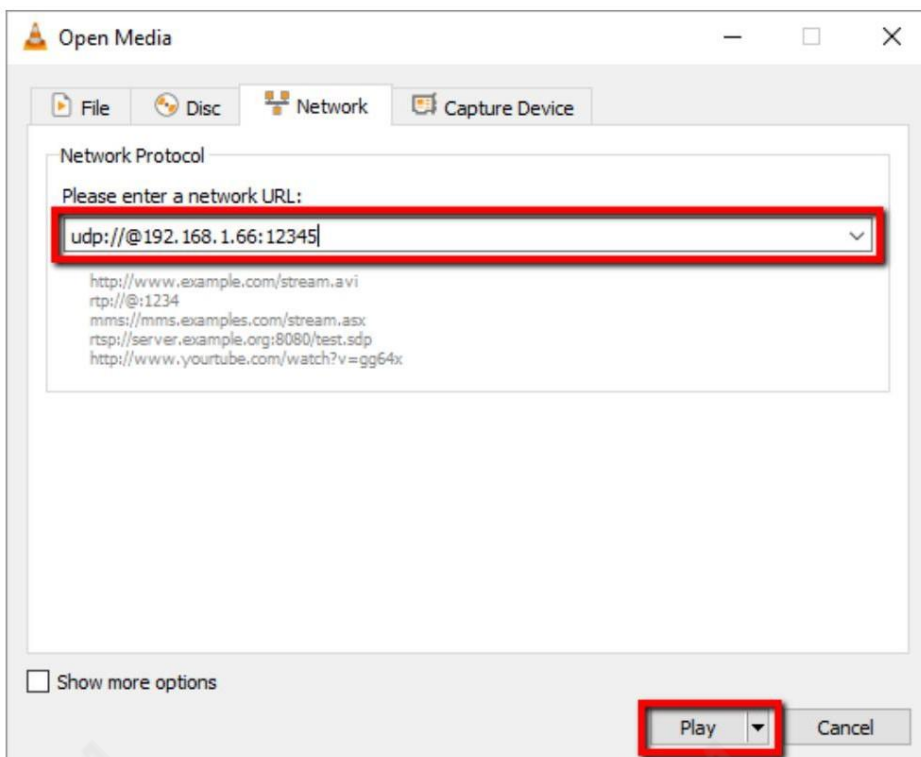 Open Media
File Disc Network Capture Device
Network Protocol
Please enter a network URL:
udp://@192.168.1.66:12345
http://www.example.com/stream.avi
rtp://@:1234
mms://mms.examples.com/stream.asx
rtsp://server.example.org:8080/test.sdp
http://www.yourtube.com/watch?v=gg64x
Show more options
Play Cancel